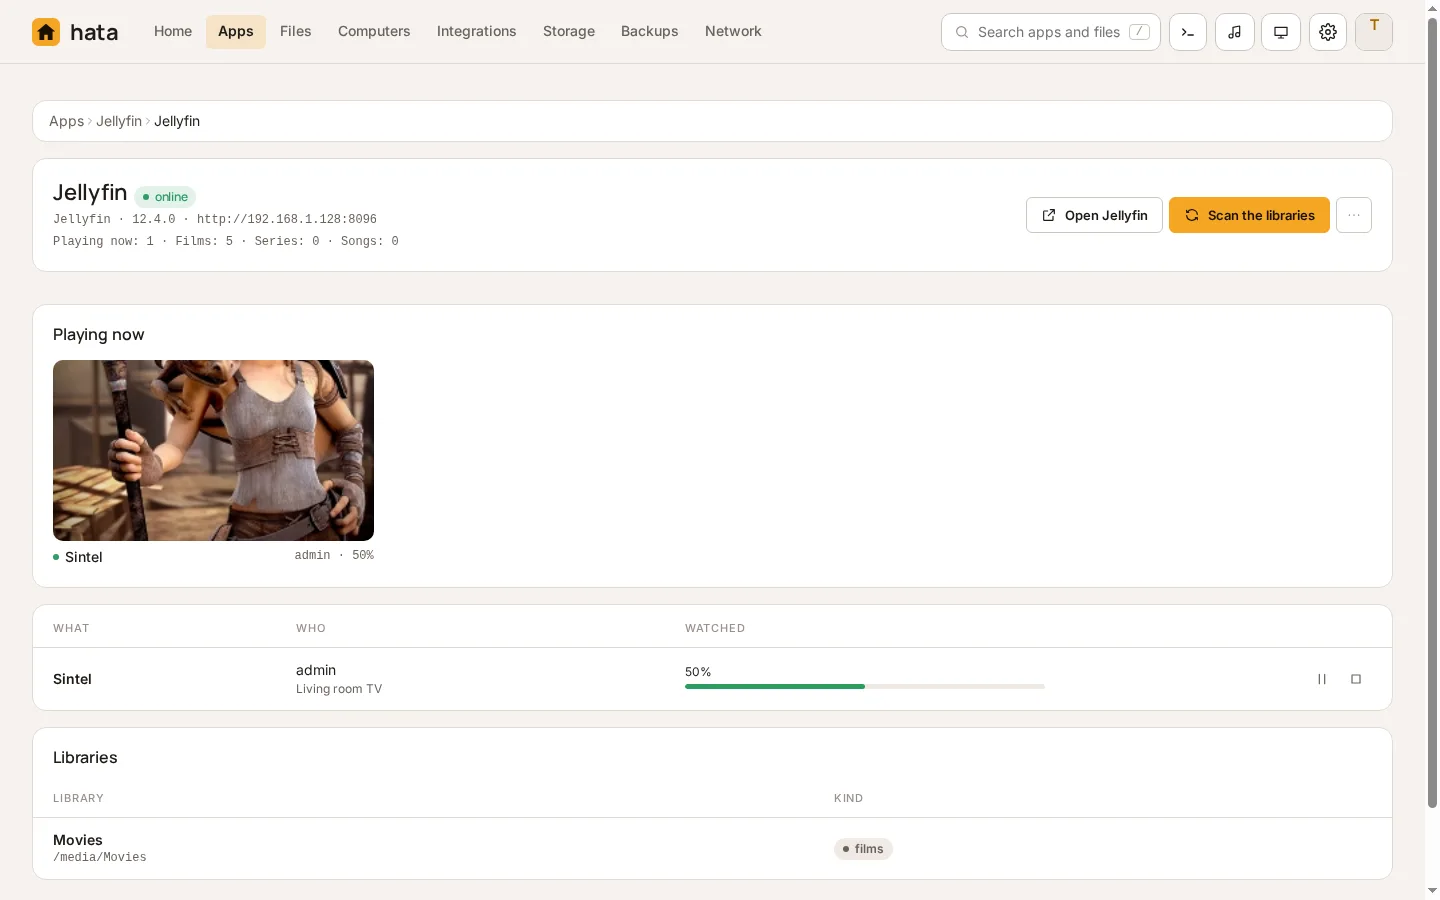 hata
Home
Apps
Files
Computers
Integrations
Storage
Backups
Network
Search apps and files /
T
Apps › Jellyfin › Jellyfin
Jellyfin
online
Jellyfin · 12.4.0 · http://192.168.1.128:8096
Playing now: 1 · Films: 5 · Series: 0 · Songs: 0
Open Jellyfin
Scan the libraries
Playing now
Sintel
admin · 50%
WHAT WHO WATCHED
Sintel
admin
Living room TV
50%
Libraries
LIBRARY KIND
Movies
/media/Movies
films